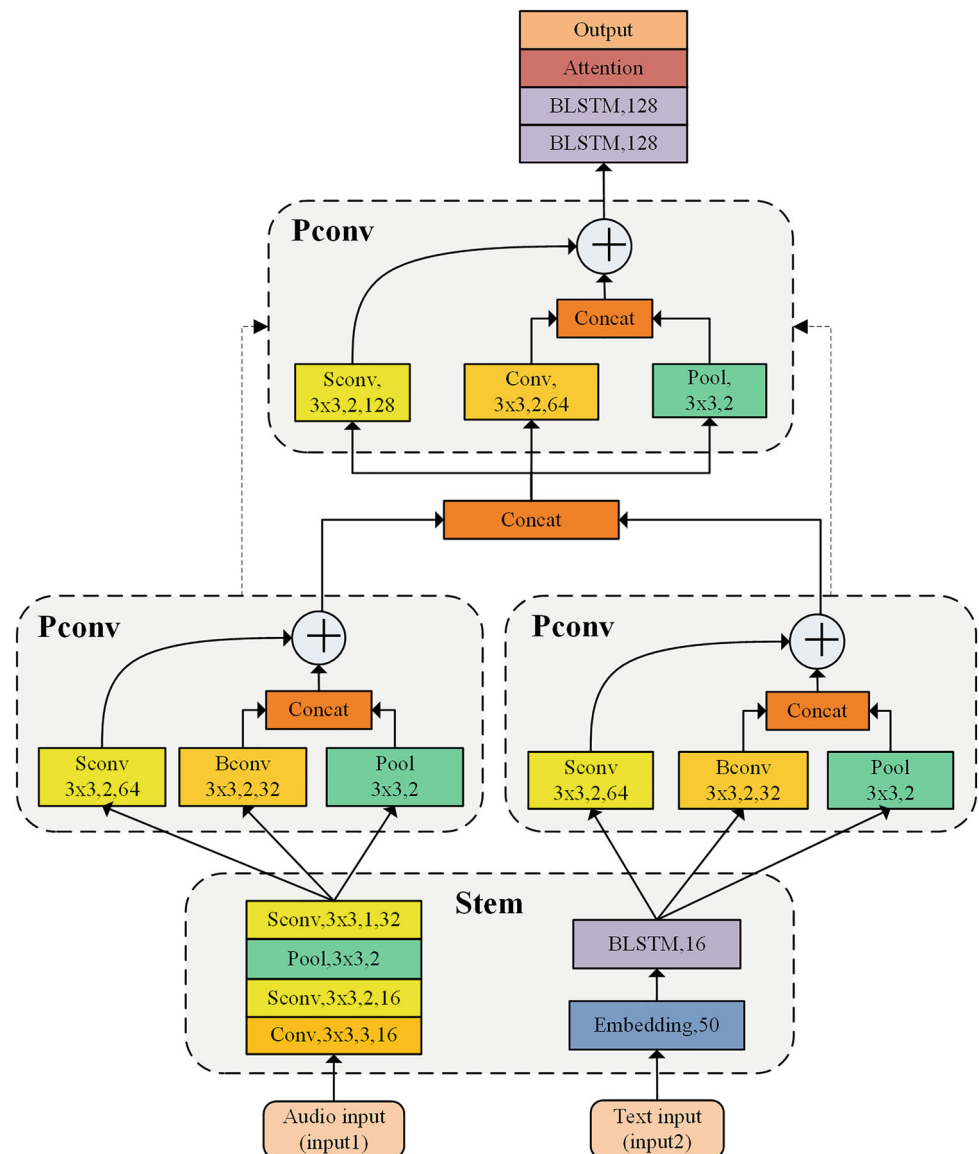 Output
Attention
BLSTM,128
BLSTM,128
Pconv
Concat
Sconv,
3x3,2,128
Conv,
3x3,2,64
Pool,
3x3,2
Concat
Pconv
Concat
Sconv
3x3,2,64
Bconv
3x3,2,32
Pool
3x3,2
Pconv
Concat
Sconv
3x3,2,64
Bconv
3x3,2,32
Pool
3x3,2
Stem
Sconv,3x3,1,32
Pool,3x3,2
Sconv,3x3,2,16
Conv,3x3,3,16
BLSTM,16
Embedding,50
Audio input
(input1)
Text input
(input2)